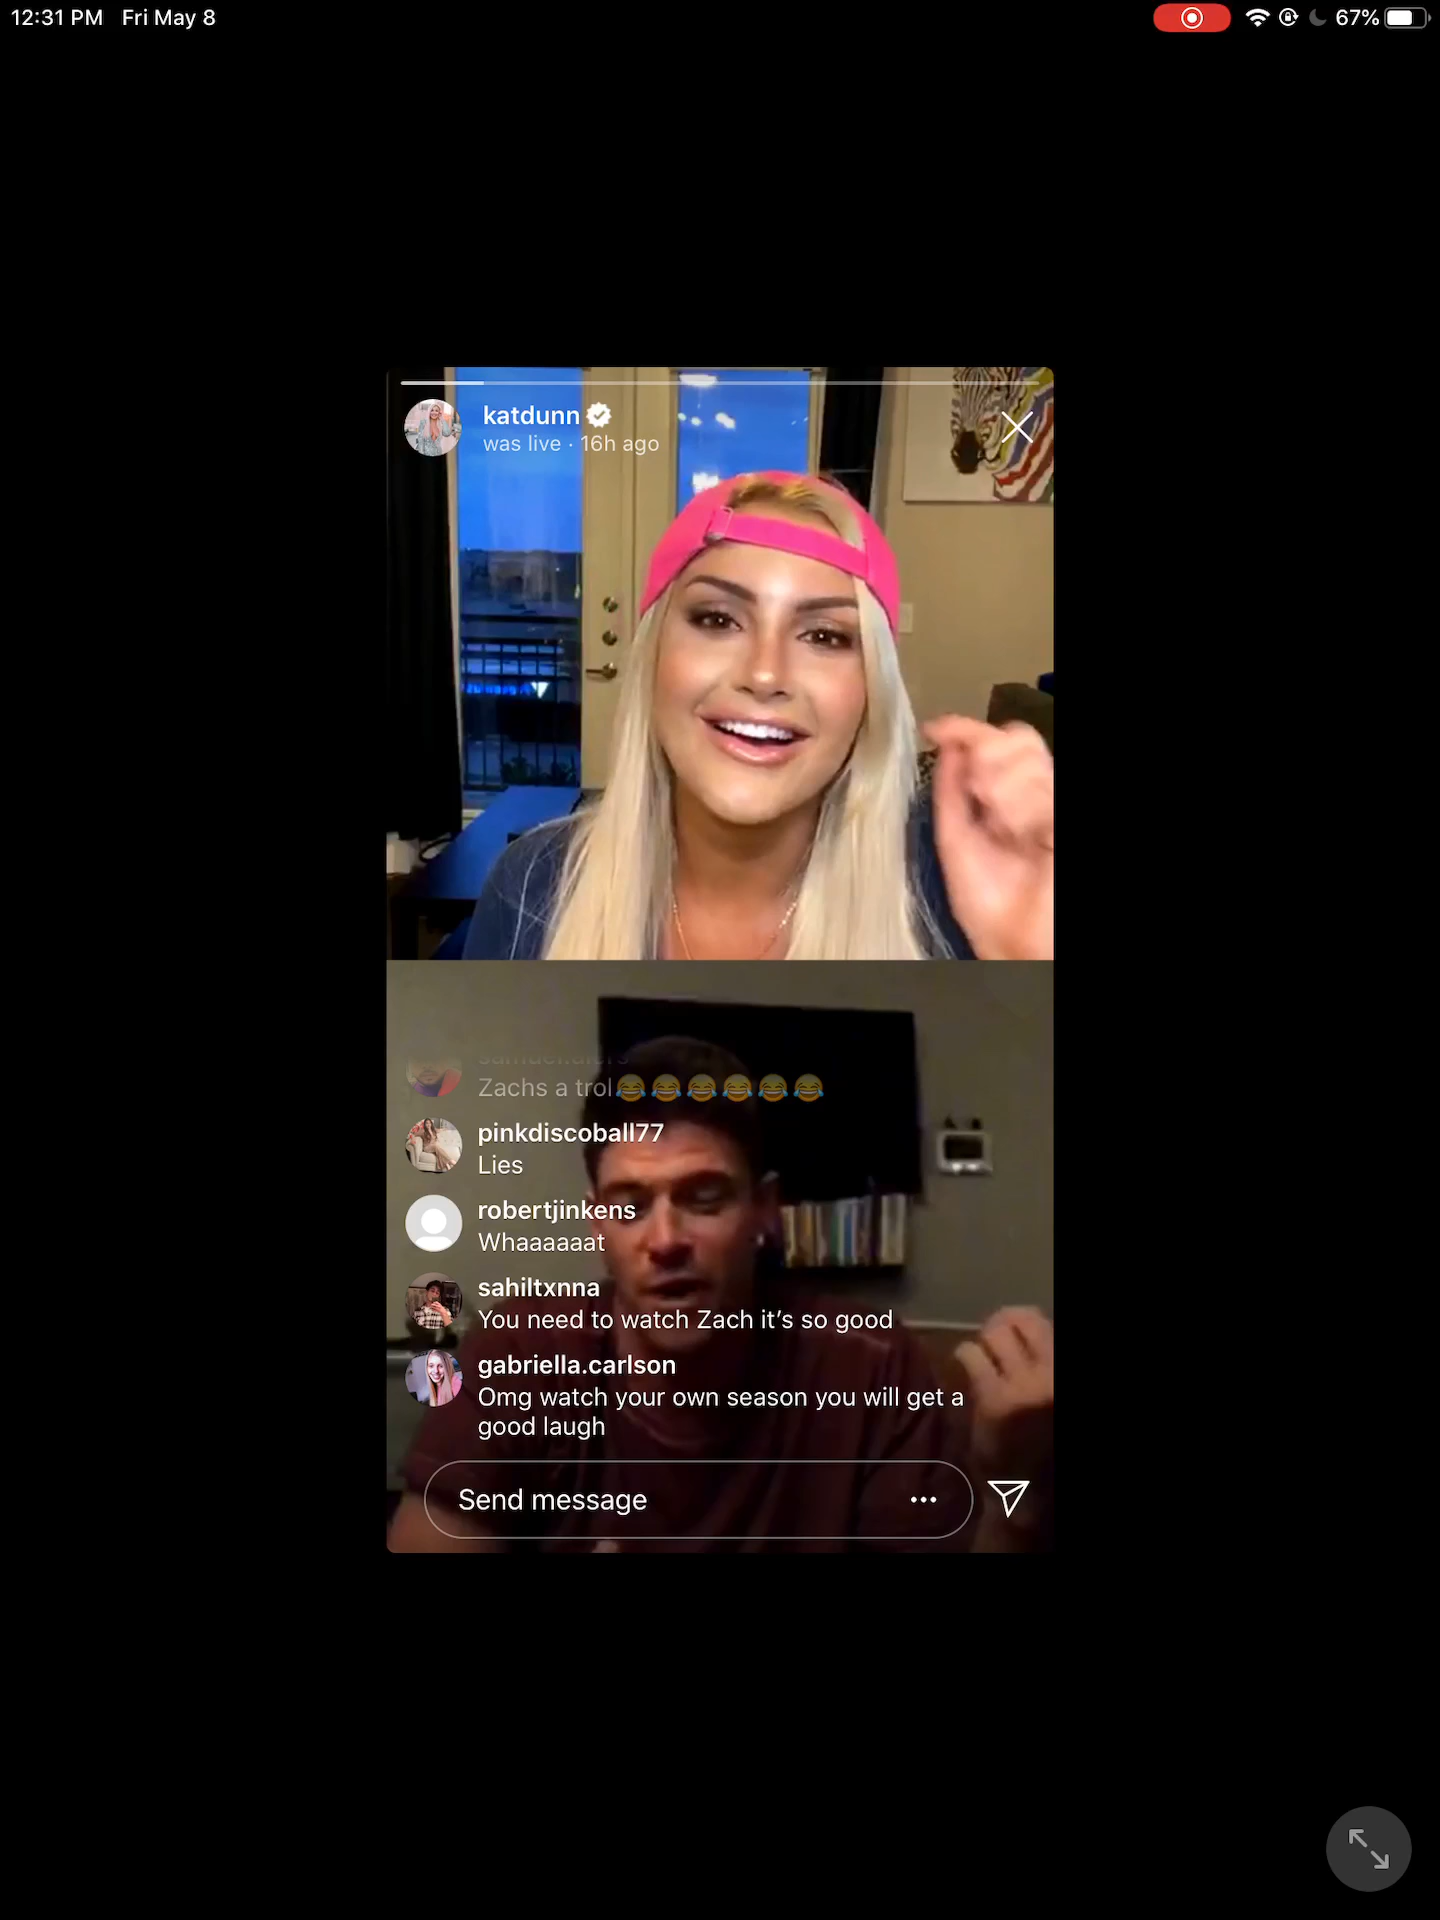 12:31 PM Fri May 8
67%
katdunn
was live · 16h ago
Zachs a trol😂😂😂😂😂😂
pinkdiscoball77
Lies
robertjinkens
Whaaaaaat
sahiltxnna
You need to watch Zach it’s so good
gabriella.carlson
Omg watch your own season you will get a
good laugh
Send message